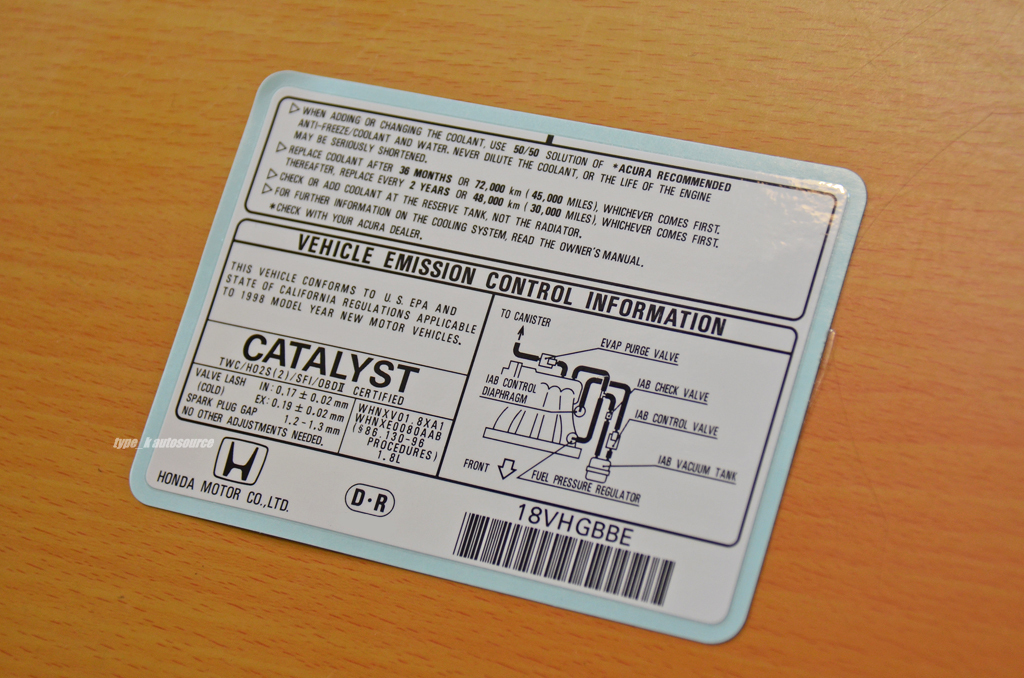 ▷ WHEN ADDING OR CHANGING THE COOLANT, USE 50/50 SOLUTION OF *ACURA RECOMMENDED
ANTI-FREEZE/COOLANT AND WATER. NEVER DILUTE THE COOLANT, OR THE LIFE OF THE ENGINE
MAY BE SERIOUSLY SHORTENED.
▷ REPLACE COOLANT AFTER 36 MONTHS OR 72,000 km (45,000 MILES), WHICHEVER COMES FIRST.
THEREAFTER, REPLACE EVERY 2 YEARS OR 48,000 km (30,000 MILES), WHICHEVER COMES FIRST.
▷ CHECK OR ADD COOLANT AT THE RESERVE TANK, NOT THE RADIATOR.
▷ FOR FURTHER INFORMATION ON THE COOLING SYSTEM, READ THE OWNER'S MANUAL.
*CHECK WITH YOUR ACURA DEALER.
VEHICLE EMISSION CONTROL INFORMATION
THIS VEHICLE CONFORMS TO U.S. EPA AND
STATE OF CALIFORNIA REGULATIONS APPLICABLE
TO 1998 MODEL YEAR NEW MOTOR VEHICLES.
CATALYST
TWC/HO2S(2)/SFI/OBDⅡ CERTIFIED
VALVE LASH IN: 0.17 ± 0.02 mm
(COLD) EX: 0.19 ± 0.02 mm
SPARK PLUG GAP 1.2-1.3 mm
NO OTHER ADJUSTMENTS NEEDED.
WHNXV01.8XA1
WHNXE0080AAB
(§86.130-96
PROCEDURES)
1.8L
TO CANISTER
EVAP PURGE VALVE
IAB CONTROL
DIAPHRAGM
IAB CHECK VALVE
IAB CONTROL VALVE
IAB VACUUM TANK
FRONT
FUEL PRESSURE REGULATOR
HONDA MOTOR CO.,LTD.
D·R
18VHGBBE
type_k autosource